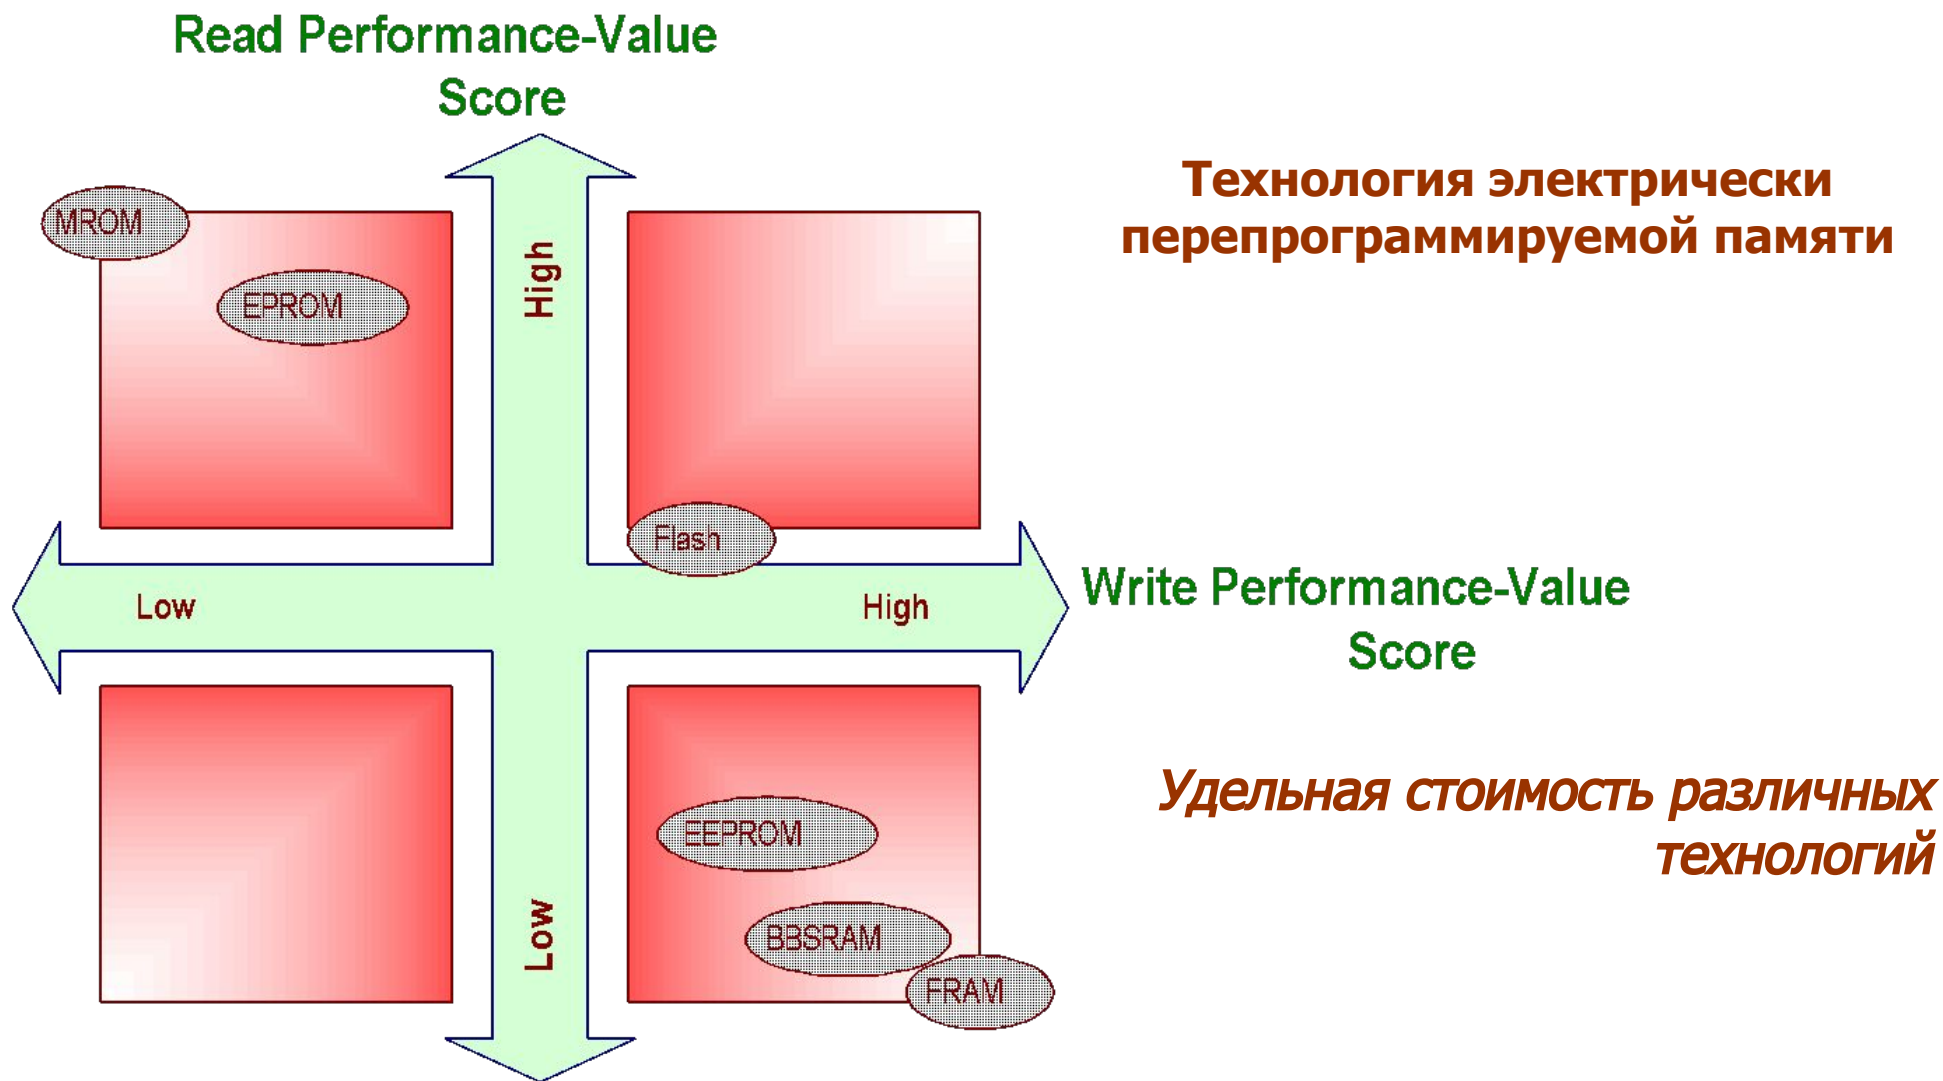 Read Performance-Value
Score
Технология электрически
перепрограммируемой памяти
MROM
EPROM
High
Flash
Low
High
Write Performance-Value
Score
Удельная стоимость различных
технологий
EEPROM
BBSRAM
Low
FRAM